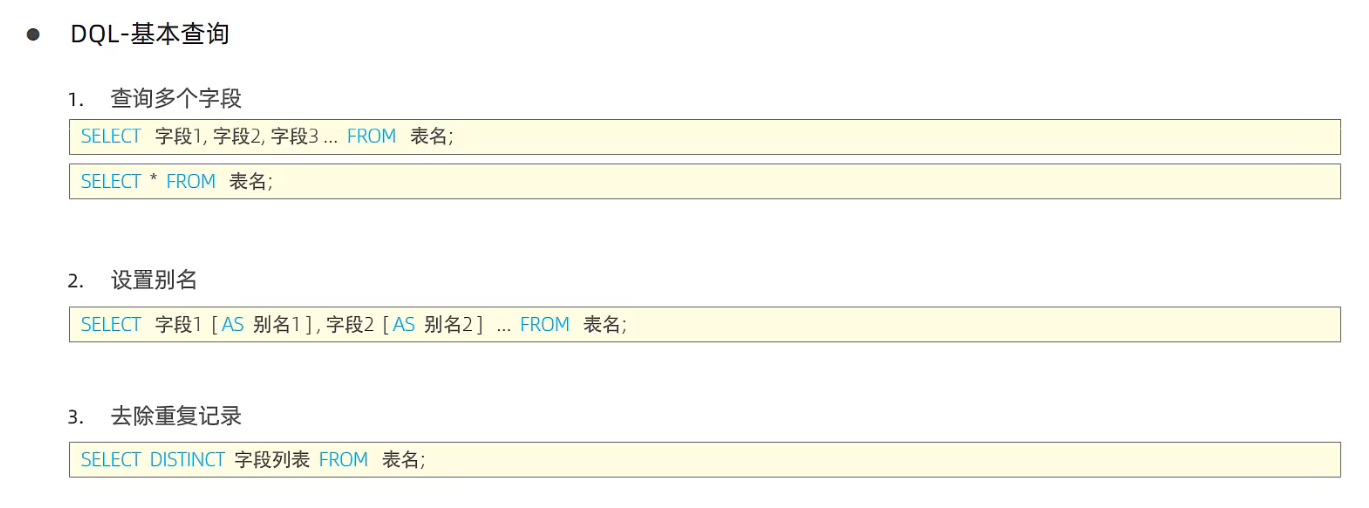 ● DQL-基本查询
1. 查询多个字段
SELECT 字段1, 字段2, 字段3 ... FROM 表名;
SELECT * FROM 表名;
2. 设置别名
SELECT 字段1 [ AS 别名1 ] , 字段2 [ AS 别名2 ] ... FROM 表名;
3. 去除重复记录
SELECT DISTINCT 字段列表 FROM 表名;